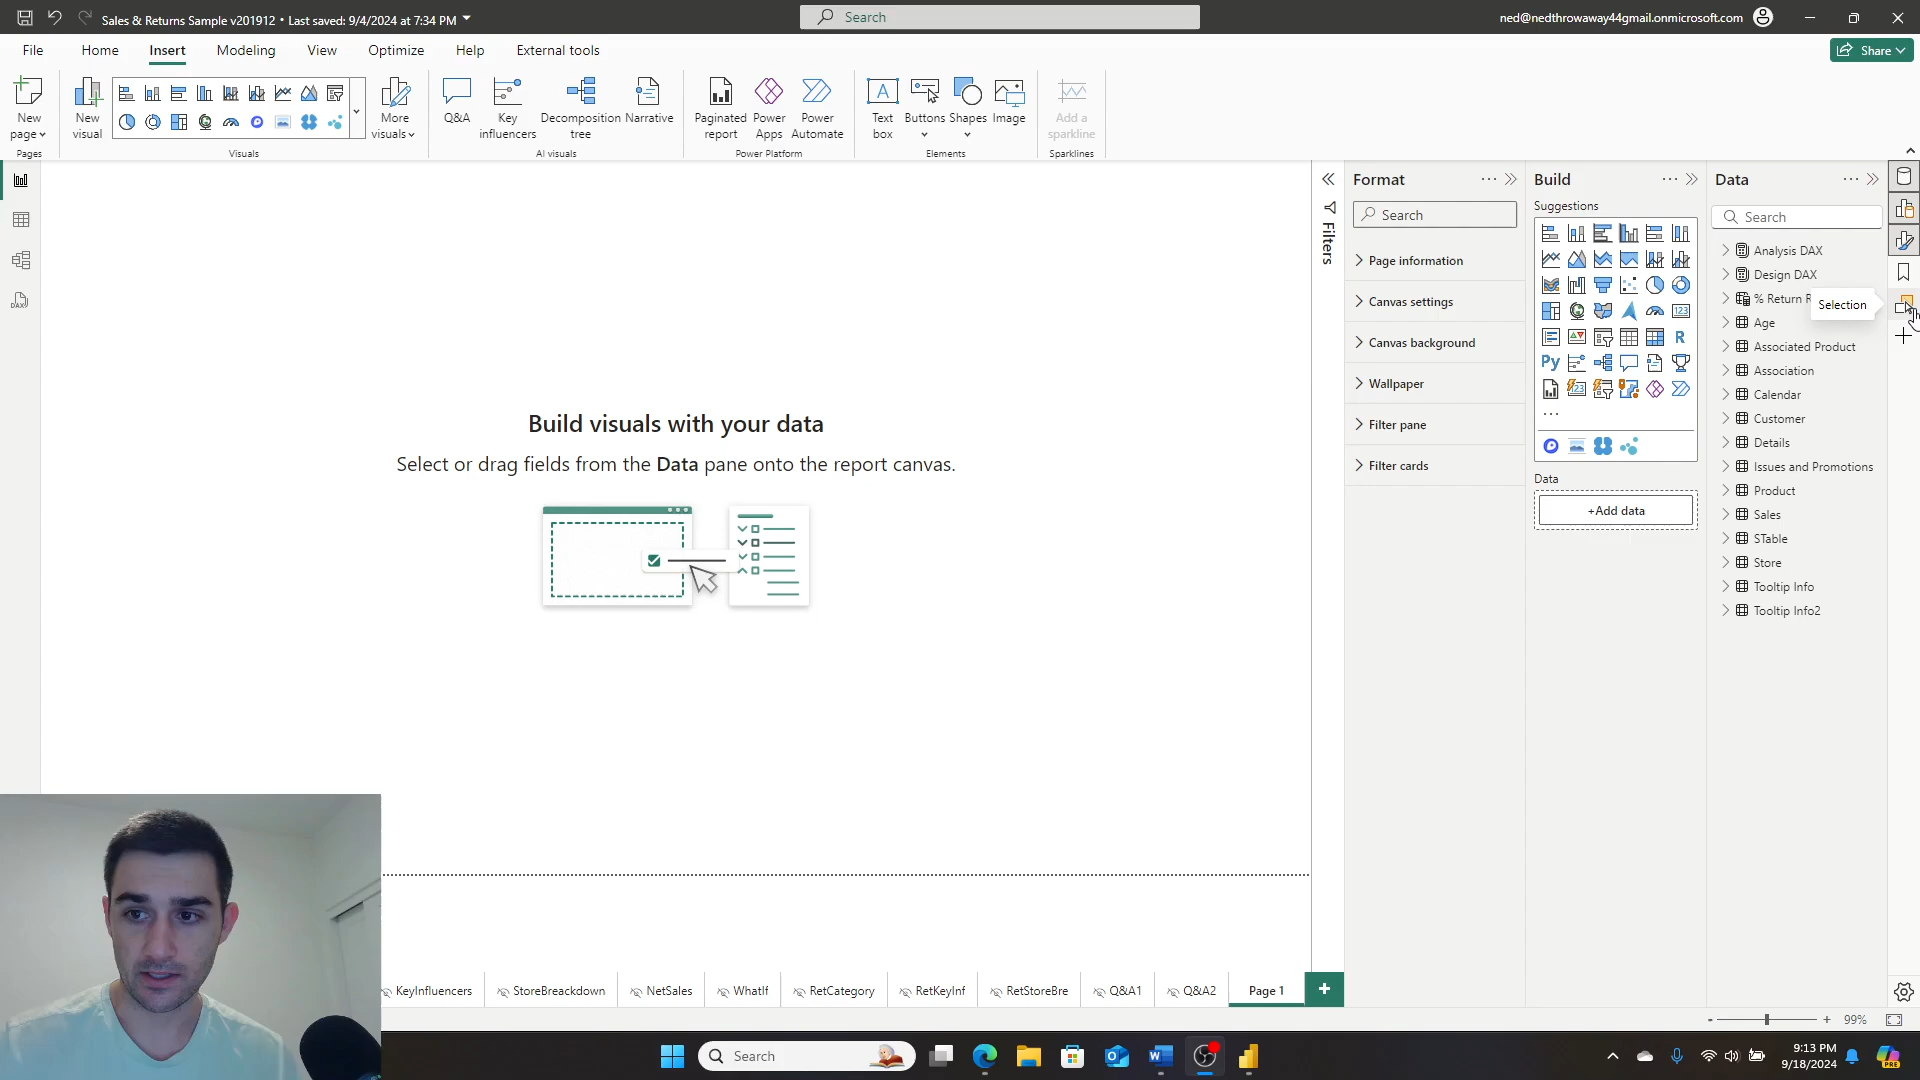 Sales & Returns Sample v201912 • Last saved: 9/4/2024 at 7:34 PM
Search
ned@nedthrowaway44gmail.onmicrosoft.com
File
Home
Insert
Modeling
View
Optimize
Help
External tools
Share
New page
New visual
More visuals
Q&A
Key influencers
Decomposition tree
Narrative
Paginated report
Power Apps
Power Automate
Text box
Buttons
Shapes
Image
Add a sparkline
Pages
Visuals
AI visuals
Power Platform
Elements
Sparklines
Build visuals with your data
Select or drag fields from the Data pane onto the report canvas.
Filters
Format
Search
Page information
Canvas settings
Canvas background
Wallpaper
Filter pane
Filter cards
Build
Suggestions
123
R
Py
123
Data
+Add data
Data
Search
Analysis DAX
Design DAX
% Return R
Selection
Age
Associated Product
Association
Calendar
Customer
Details
Issues and Promotions
Product
Sales
STable
Store
Tooltip Info
Tooltip Info2
DAX
KeyInfluencers
StoreBreackdown
NetSales
WhatIf
RetCategory
RetKeyInf
RetStoreBre
Q&A1
Q&A2
Page 1
+
- + 99%
Search
9:13 PM
9/18/2024
PRE